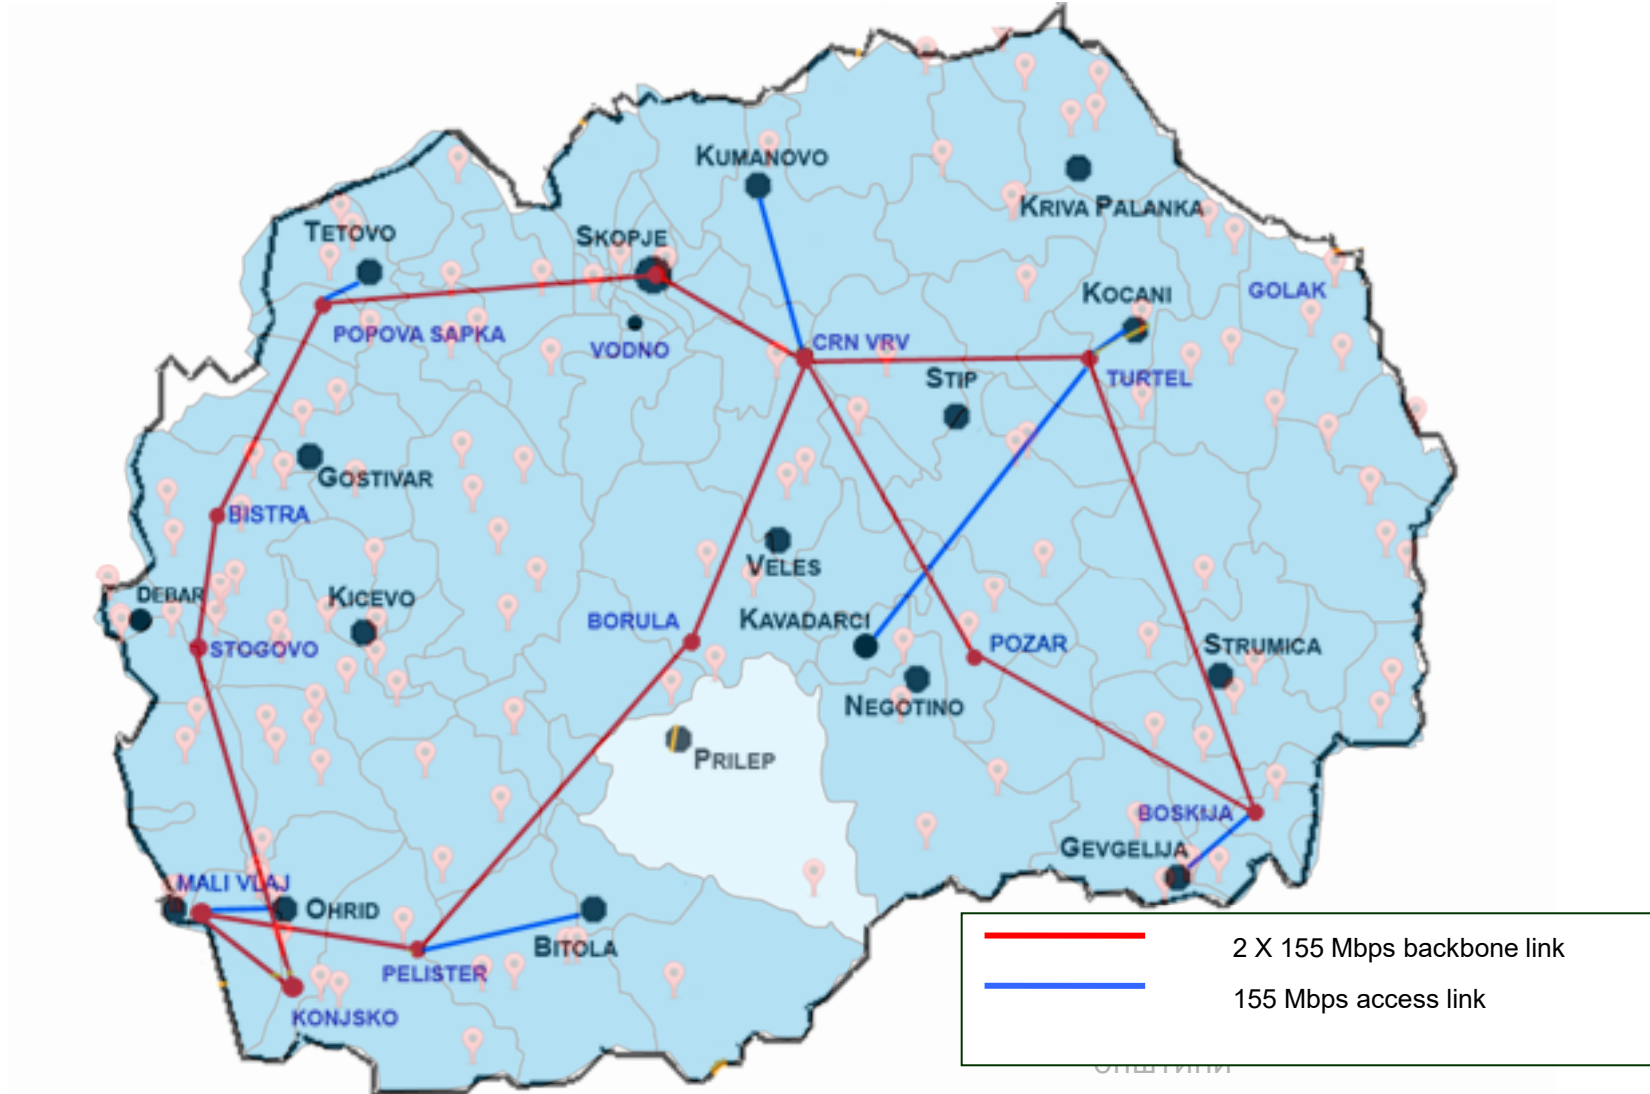 KUMANOVO
KRIVA PALANKA
TETOVO
SKOPJE
GOLAK
KOCANI
POPOVA SAPKA
VODNO
CRN VRV
STIP
TURTEL
GOSTIVAR
BISTRA
VELES
DEBAR
KICEVO
BORULA
KAVADARCI
STOGOVO
POZAR
STRUMICA
NEGOTINO
PRILEP
BOSKIJA
GEVGELIJA
MALI VLAJ
OHRID
BITOLA
PELISTER
KONJSKO
2 X 155 Mbps backbone link
155 Mbps access link
ОПШТИНИ